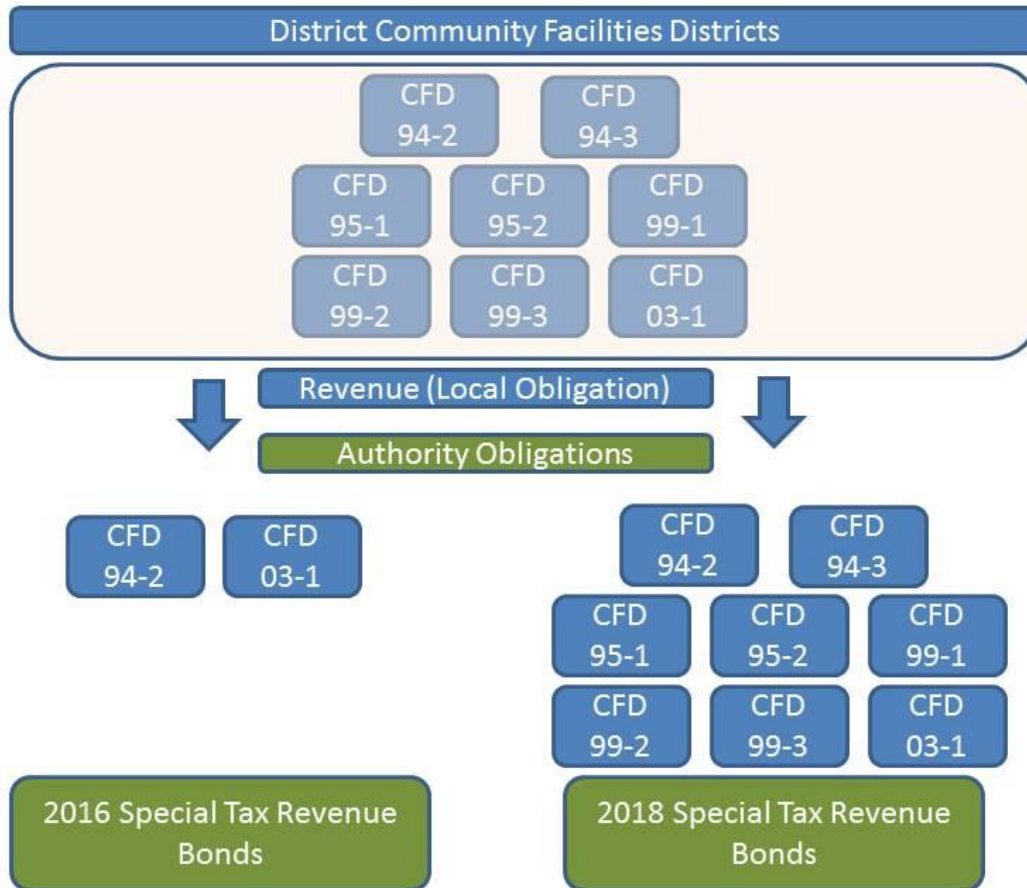 District Community Facilities Districts
CFD
94-2
CFD
94-3
CFD
95-1
CFD
95-2
CFD
99-1
CFD
99-2
CFD
99-3
CFD
03-1
Revenue (Local Obligation)
Authority Obligations
CFD
94-2
CFD
03-1
CFD
94-2
CFD
94-3
CFD
95-1
CFD
95-2
CFD
99-1
CFD
99-2
CFD
99-3
CFD
03-1
2016 Special Tax Revenue
Bonds
2018 Special Tax Revenue
Bonds